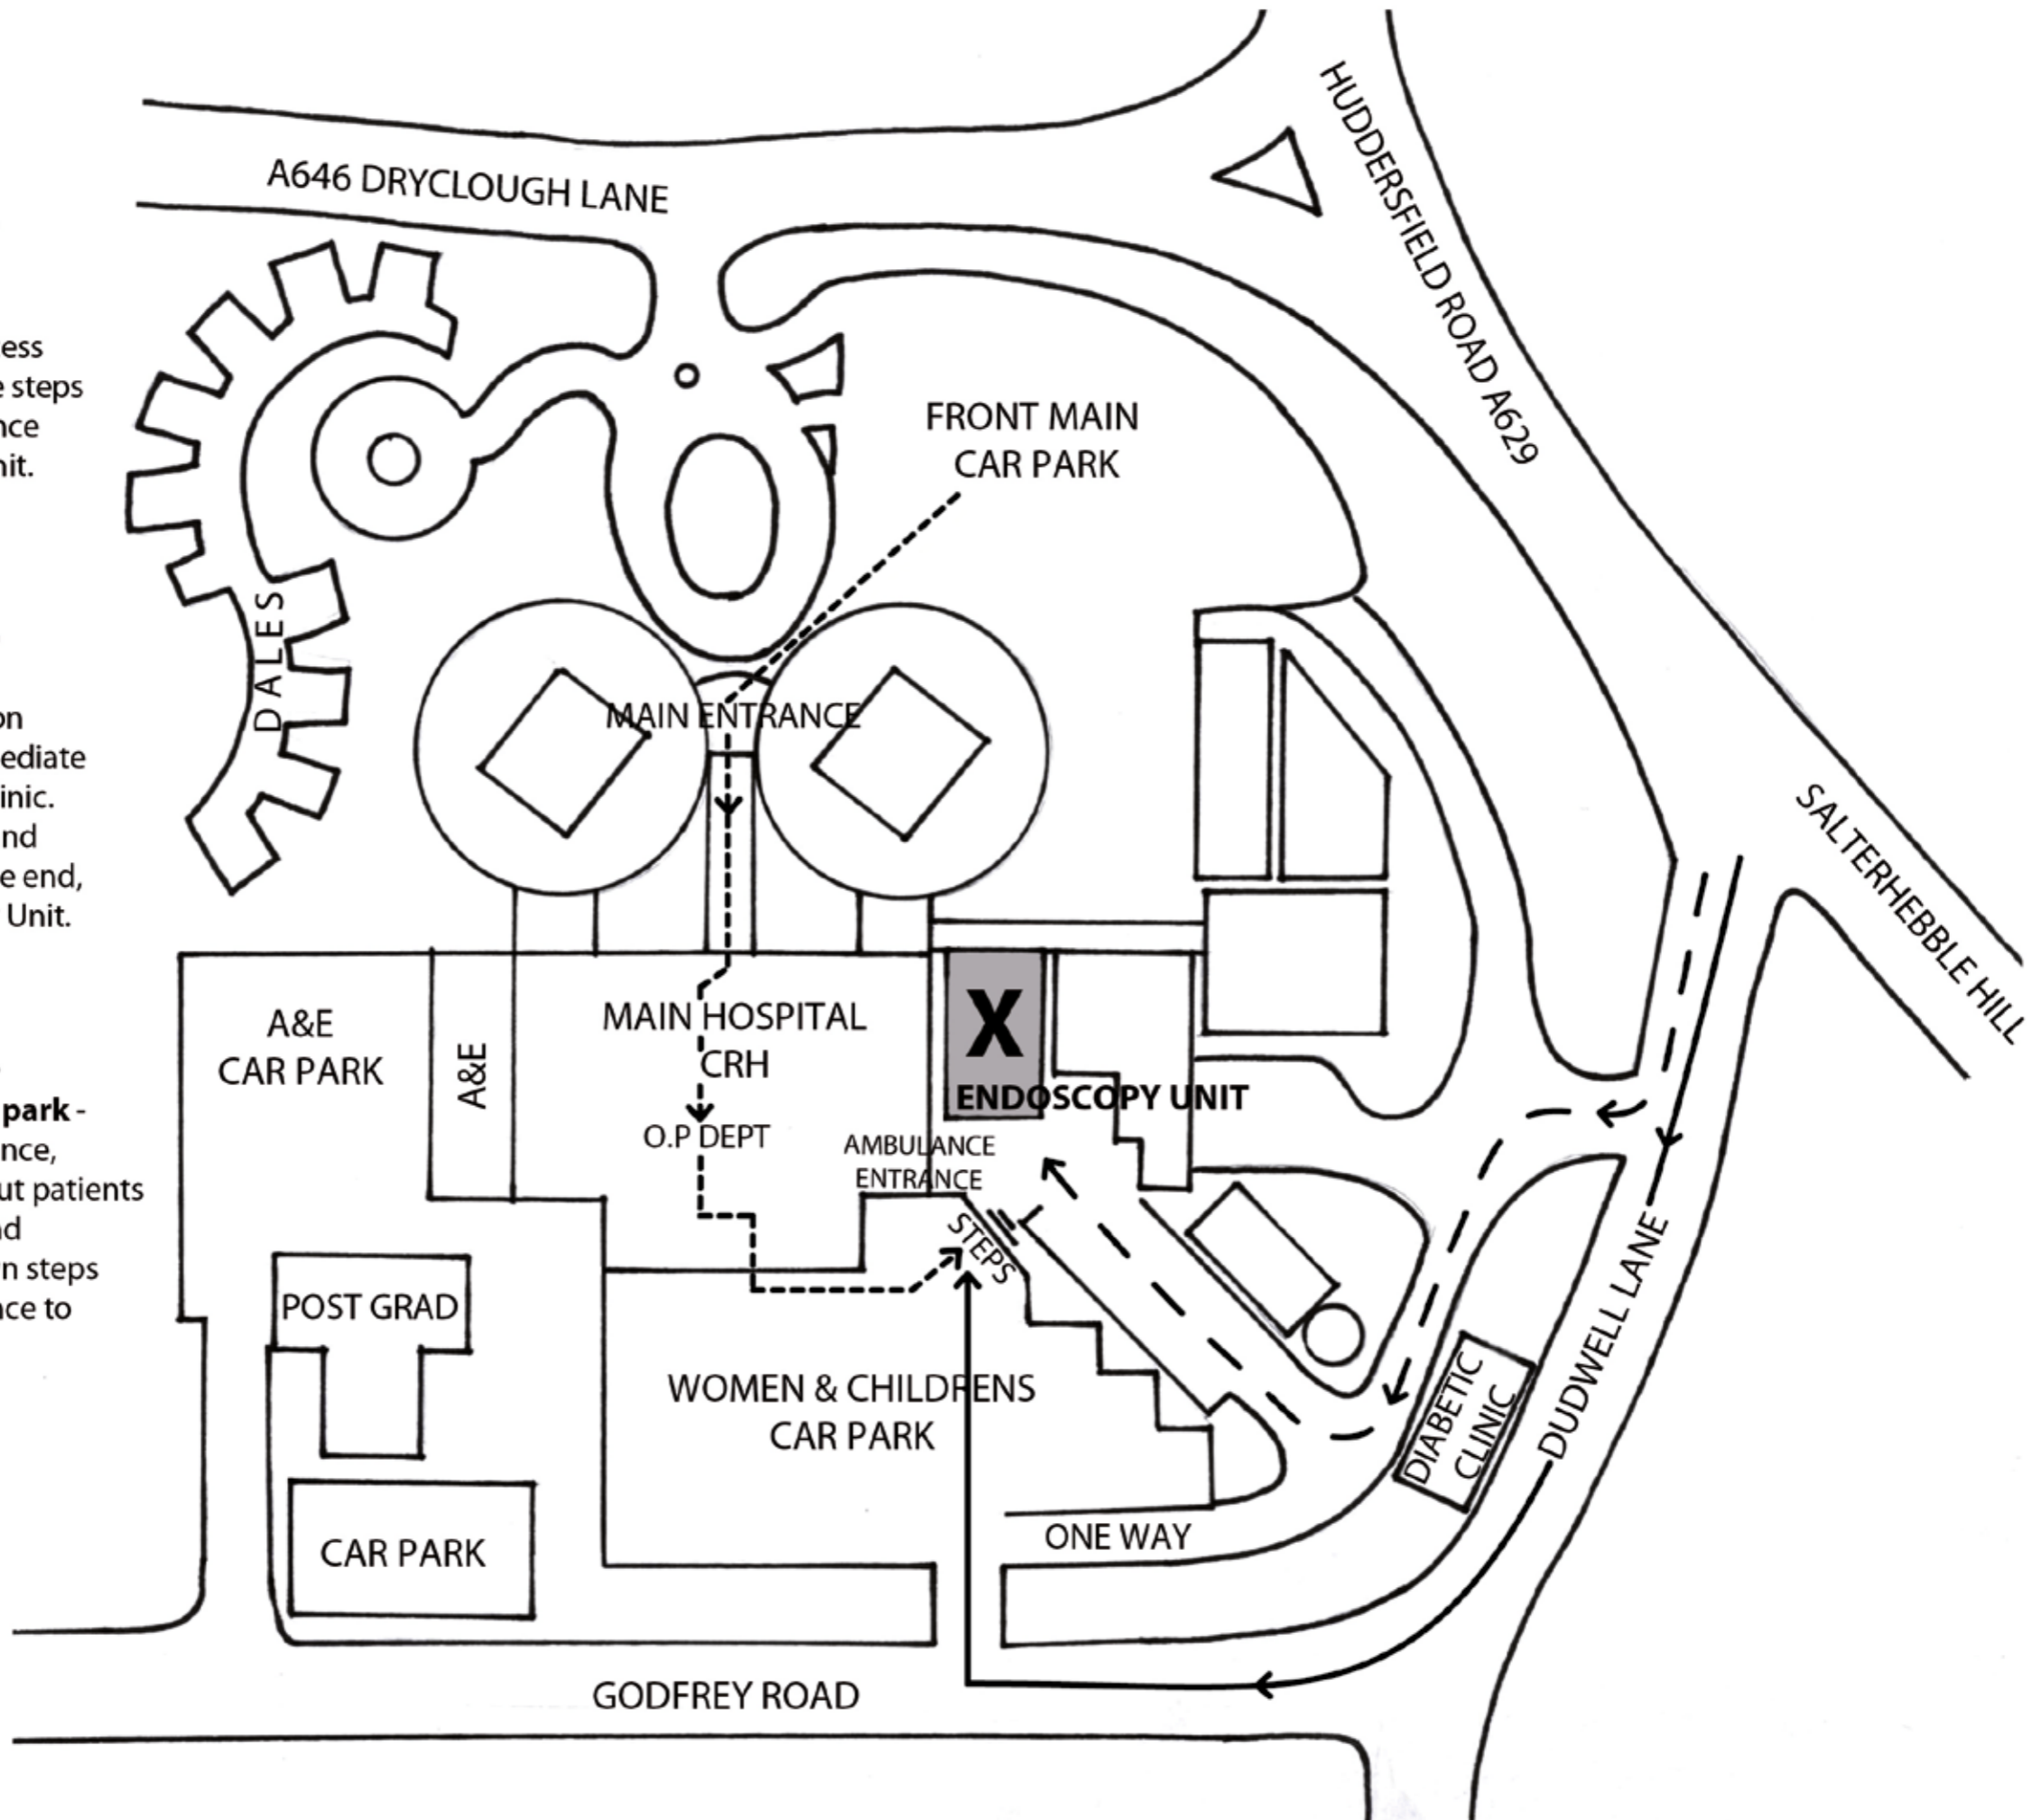 A646 DRYCLOUGH LANE
HUDDERSFIELD ROAD A629
ess
steps
nce
FRONT MAIN
CAR PARK
nit.
DALES
on
MAIN ENTRANCE
ediate
inic.
nd
e end,
Unit.
SALTERHEBBLE HILL
A&E
CAR PARK
A&E
MAIN HOSPITAL
CRH
X
ENDOSCOPY UNIT
park -
nce,
ut patients
nd
n steps
nce to
O.P DEPT
AMBULANCE
ENTRANCE
STEPS
POST GRAD
WOMEN & CHILDRENS
CAR PARK
DIABETIC
CLINIC
DUDWELL LANE
CAR PARK
ONE WAY
GODFREY ROAD